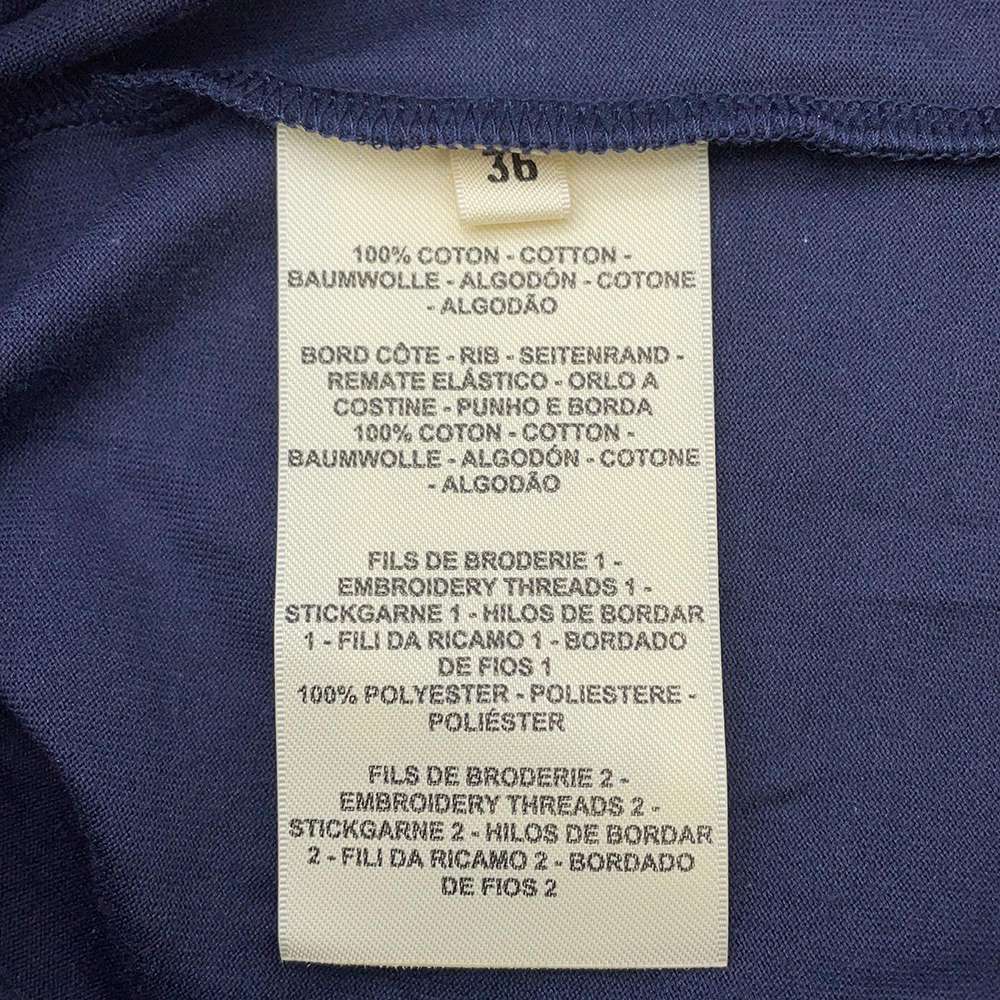 36
100% COTON - COTTON -
BAUMWOLLE - ALGODÓN - COTONE
- ALGODÃO
BORD CÔTE - RIB - SEITENRAND -
REMATE ELÁSTICO - ORLO A
COSTINE - PUNHO E BORDA
100% COTON - COTTON -
BAUMWOLLE - ALGODÓN - COTONE
- ALGODÃO
FILS DE BRODERIE 1 -
EMBROIDERY THREADS 1 -
STICKGARNE 1 - HILOS DE BORDAR
1 - FILI DA RICAMO 1 - BORDADO
DE FIOS 1
100% POLYESTER - POLIESTERE -
POLIÉSTER
FILS DE BRODERIE 2 -
EMBROIDERY THREADS 2 -
STICKGARNE 2 - HILOS DE BORDAR
2 - FILI DA RICAMO 2 - BORDADO
DE FIOS 2